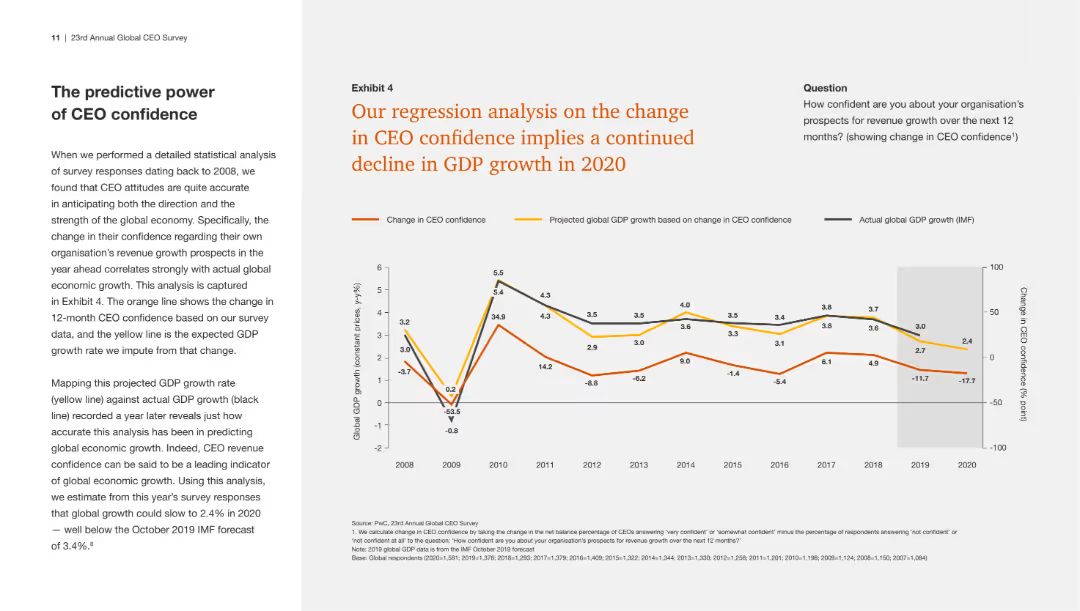 11 | 23rd Annual Global CEO Survey
The predictive power
of CEO confidence
When we performed a detailed statistical analysis
of survey responses dating back to 2008, we
found that CEO attitudes are quite accurate
in anticipating both the direction and the
strength of the global economy. Specifically, the
change in their confidence regarding their own
organisation's revenue growth prospects in the
year ahead correlates strongly with actual global
economic growth. This analysis is captured
in Exhibit 4. The orange line shows the change in
12-month CEO confidence based on our survey
data, and the yellow line is the expected GDP
growth rate we impute from that change.
Mapping this projected GDP growth rate
(yellow line) against actual GDP growth (black
line) recorded a year later reveals just how
accurate this analysis has been in predicting
global economic growth. Indeed, CEO revenue
confidence can be said to be a leading indicator
of global economic growth. Using this analysis,
we estimate from this year's survey responses
that global growth could slow to 2.4% in 2020
— well below the October 2019 IMF forecast
of 3.4%.⁸
Exhibit 4
Our regression analysis on the change
in CEO confidence implies a continued
decline in GDP growth in 2020
Question
How confident are you about your organisation's
prospects for revenue growth over the next 12
months? (showing change in CEO confidence¹)
Change in CEO confidence
Projected global GDP growth based on change in CEO confidence
Actual global GDP growth (IMF)
Global GDP growth (constant prices, y-y%)
6
5
4
3
2
1
0
-1
-2
3.2
3.0
-3.7
0.2
-53.5
-0.8
5.5
5.4
34.9
4.3
4.3
14.2
3.5
2.9
-8.8
3.5
3.0
-6.2
4.0
3.6
9.0
3.5
3.3
-1.4
3.4
3.1
-5.4
3.8
3.8
6.1
3.7
3.6
4.9
3.0
2.7
-11.7
2.4
-17.7
100
50
0
-50
-100
Change in CEO confidence (% point)
2008 2009 2010 2011 2012 2013 2014 2015 2016 2017 2018 2019 2020
Source: PwC, 23rd Annual Global CEO Survey
1. We calculate change in CEO confidence by taking the change in the net balance percentage of CEOs answering 'very confident' or 'somewhat confident' minus the percentage of respondents answering 'not confident' or
'not confident at all' to the question: 'How confident are you about your organisation's prospects for revenue growth over the next 12 months?'
Note: 2019 global GDP data is from the IMF October 2019 forecast
Base: Global respondents (2020=1,581; 2019=1,378; 2018=1,293; 2017=1,379; 2016=1,409; 2015=1,322; 2014=1,344; 2013=1,330; 2012=1,258; 2011=1,201; 2010=1,198; 2009=1,124; 2008=1,150; 2007=1,084)